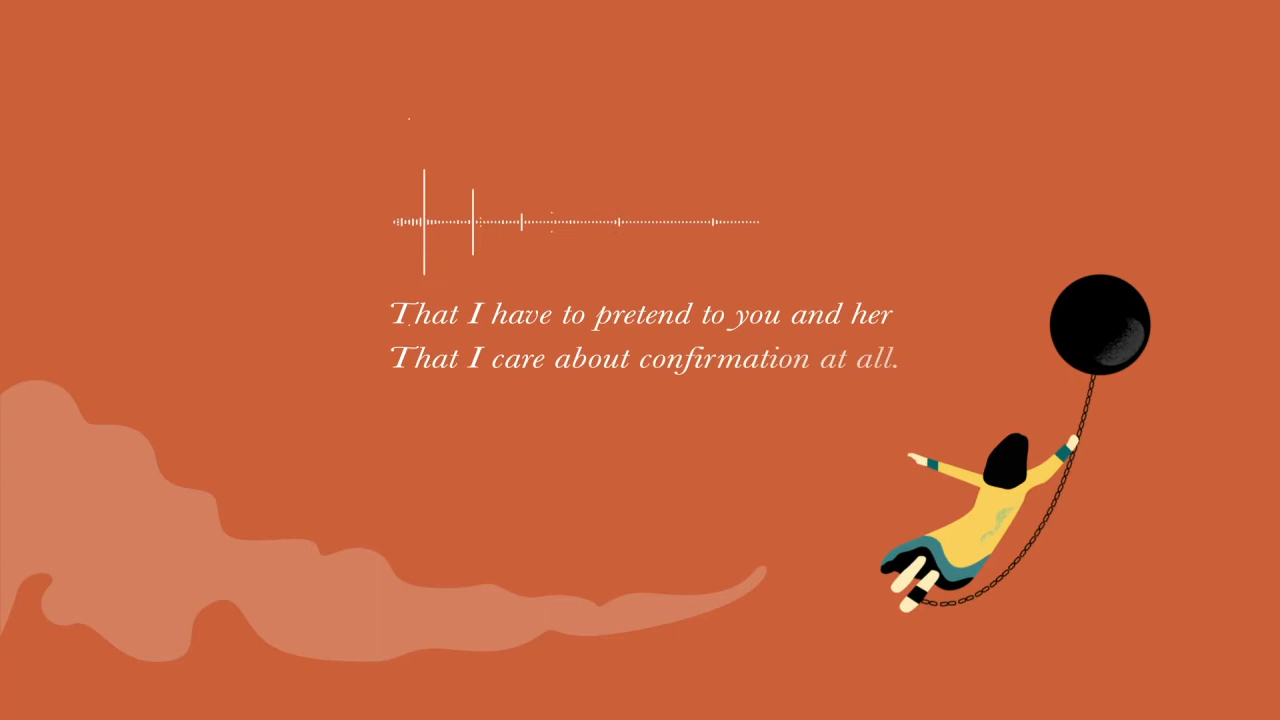 That I have to pretend to you and her
That I care about confirmation at all.